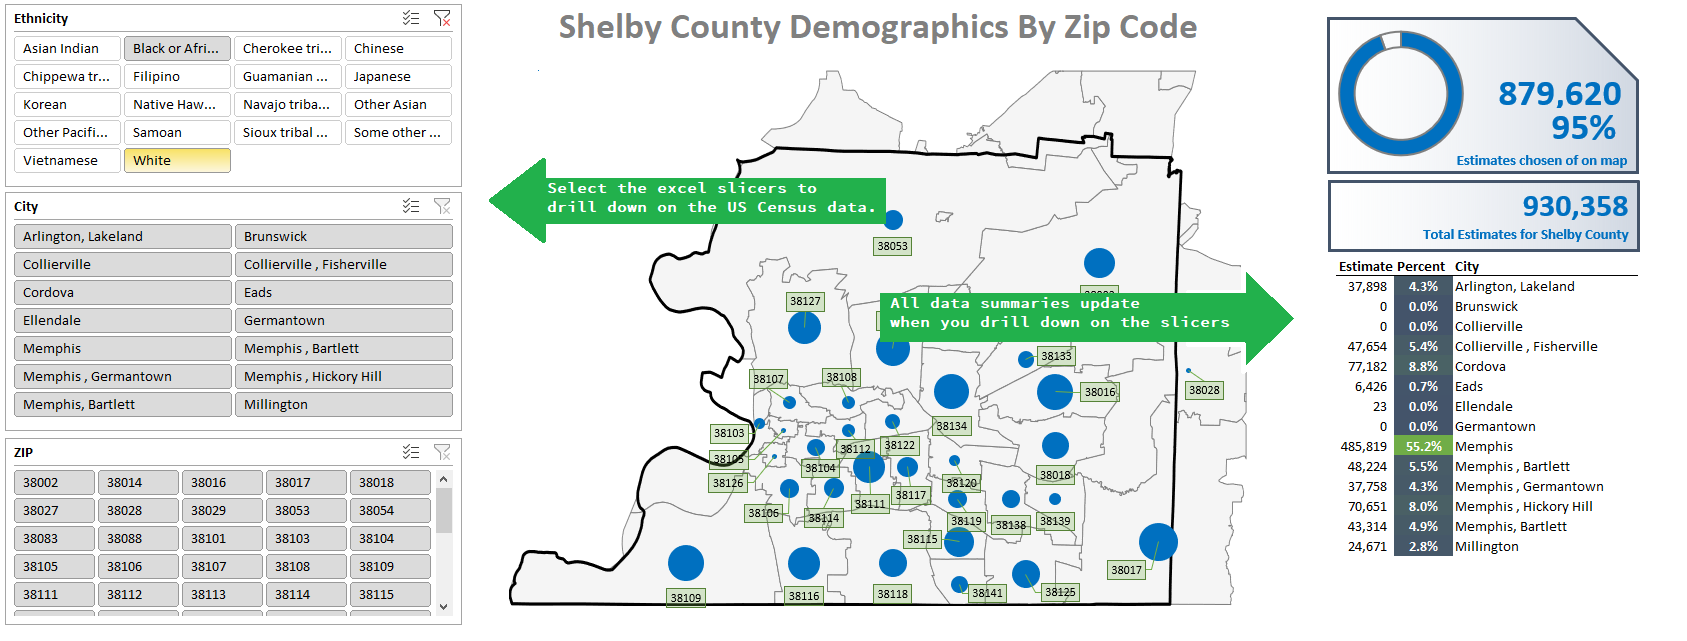 Shelby County Demographics By Zip Code
Ethnicity
Asian Indian
Black or Afri...
Cherokee tri...
Chinese
Chippewa tr...
Filipino
Guamanian ...
Japanese
Korean
Native Haw...
Navajo triba...
Other Asian
Other Pacifi...
Samoan
Sioux tribal ...
Some other ...
Vietnamese
White
City
Arlington, Lakeland
Brunswick
Collierville
Collierville , Fisherville
Cordova
Eads
Ellendale
Germantown
Memphis
Memphis , Bartlett
Memphis , Germantown
Memphis , Hickory Hill
Memphis, Bartlett
Millington
ZIP
38002 38014 38016 38017 38018
38027 38028 38029 38053 38054
38083 38088 38101 38103 38104
38105 38106 38107 38108 38109
38111 38112 38113 38114 38115
Select the excel slicers to
drill down on the US Census data.
All data summaries update
when you drill down on the slicers
38053
38127
38133
38107
38108
38016
38028
38103
38134
38105
38112
38122
38104
38126
38120
38018
38106
38114
38111
38117
38119
38138
38139
38115
38017
38109
38116
38118
38141
38125
879,620
95%
Estimates chosen of on map
930,358
Total Estimates for Shelby County
Estimate Percent City
37,898 4.3% Arlington, Lakeland
0 0.0% Brunswick
0 0.0% Collierville
47,654 5.4% Collierville , Fisherville
77,182 8.8% Cordova
6,426 0.7% Eads
23 0.0% Ellendale
0 0.0% Germantown
485,819 55.2% Memphis
48,224 5.5% Memphis , Bartlett
37,758 4.3% Memphis , Germantown
70,651 8.0% Memphis , Hickory Hill
43,314 4.9% Memphis, Bartlett
24,671 2.8% Millington